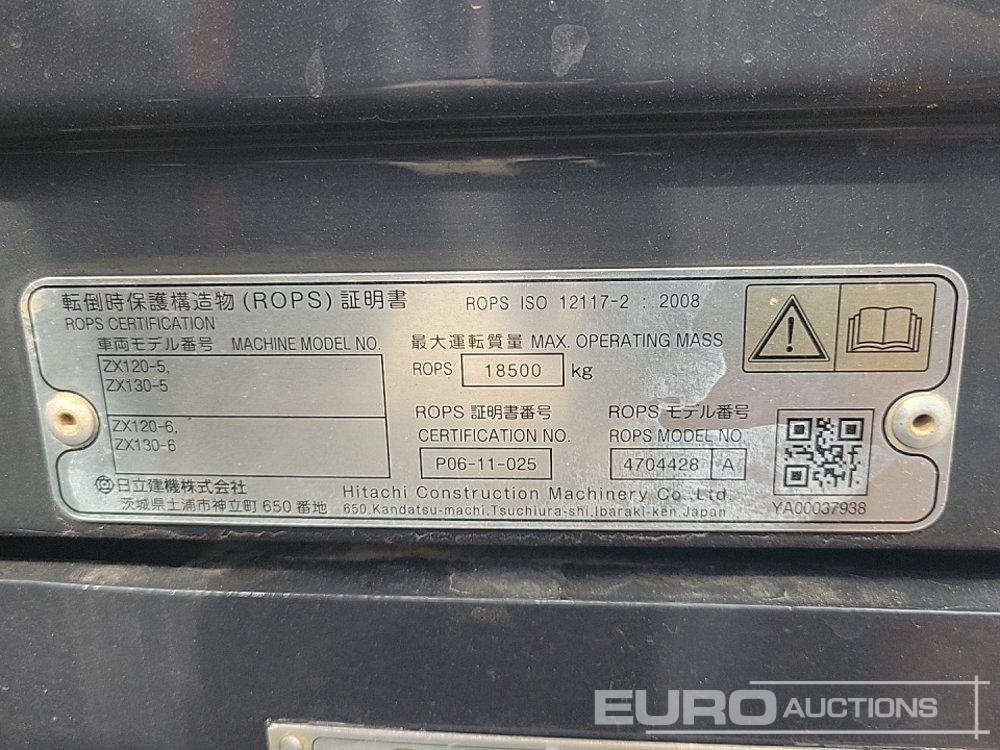 転倒時保護構造物 (ROPS) 証明書
ROPS CERTIFICATION
ROPS ISO 12117-2 : 2008
車両モデル番号 MACHINE MODEL NO.
ZX120-5,
ZX130-5
ZX120-6,
ZX130-6
最大運転質量 MAX. OPERATING MASS
ROPS 18500 kg
ROPS 証明書番号
CERTIFICATION NO.
P06-11-025
ROPS モデル番号
ROPS MODEL NO.
4704428 A
YA00037938
日立建機株式会社
茨城県土浦市神立町 650 番地
Hitachi Construction Machinery Co.,Ltd.
650,Kandatsu-machi,Tsuchiura-shi,Ibaraki-ken,Japan
EURO AUCTIONS